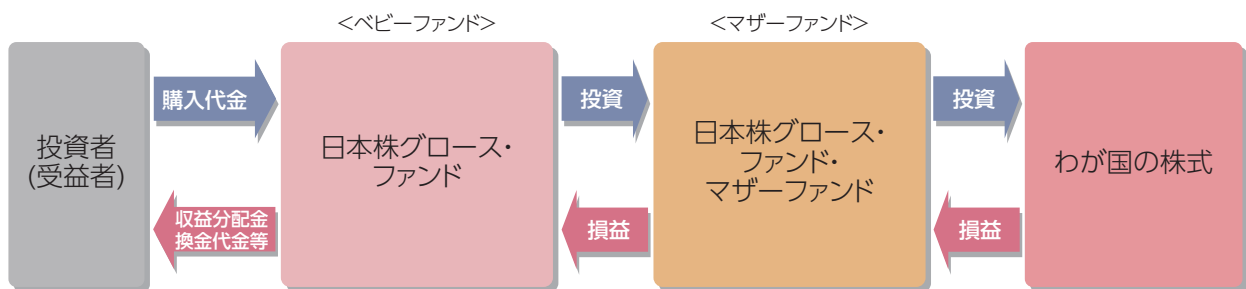 <ベビーファンド>
<マザーファンド>
投資者
(受益者)
購入代金
収益分配金
換金代金等
日本株グロース・
ファンド
投資
損益
日本株グロース・
ファンド・
マザーファンド
投資
損益
わが国の株式